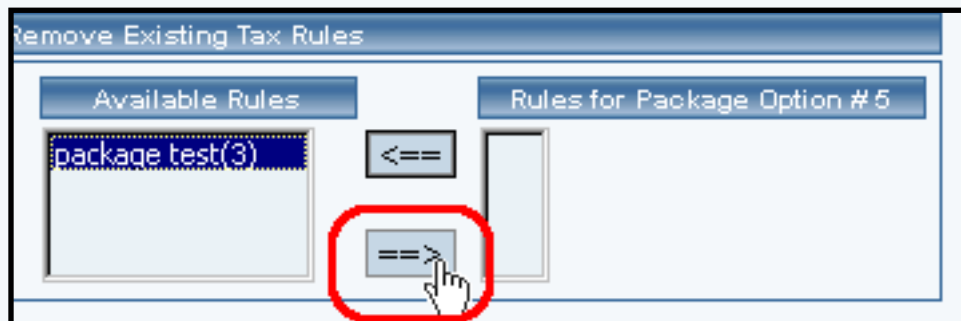 Remove Existing Tax Rules
Available Rules
Rules for Package Option #5
package test(3)
<==
==>